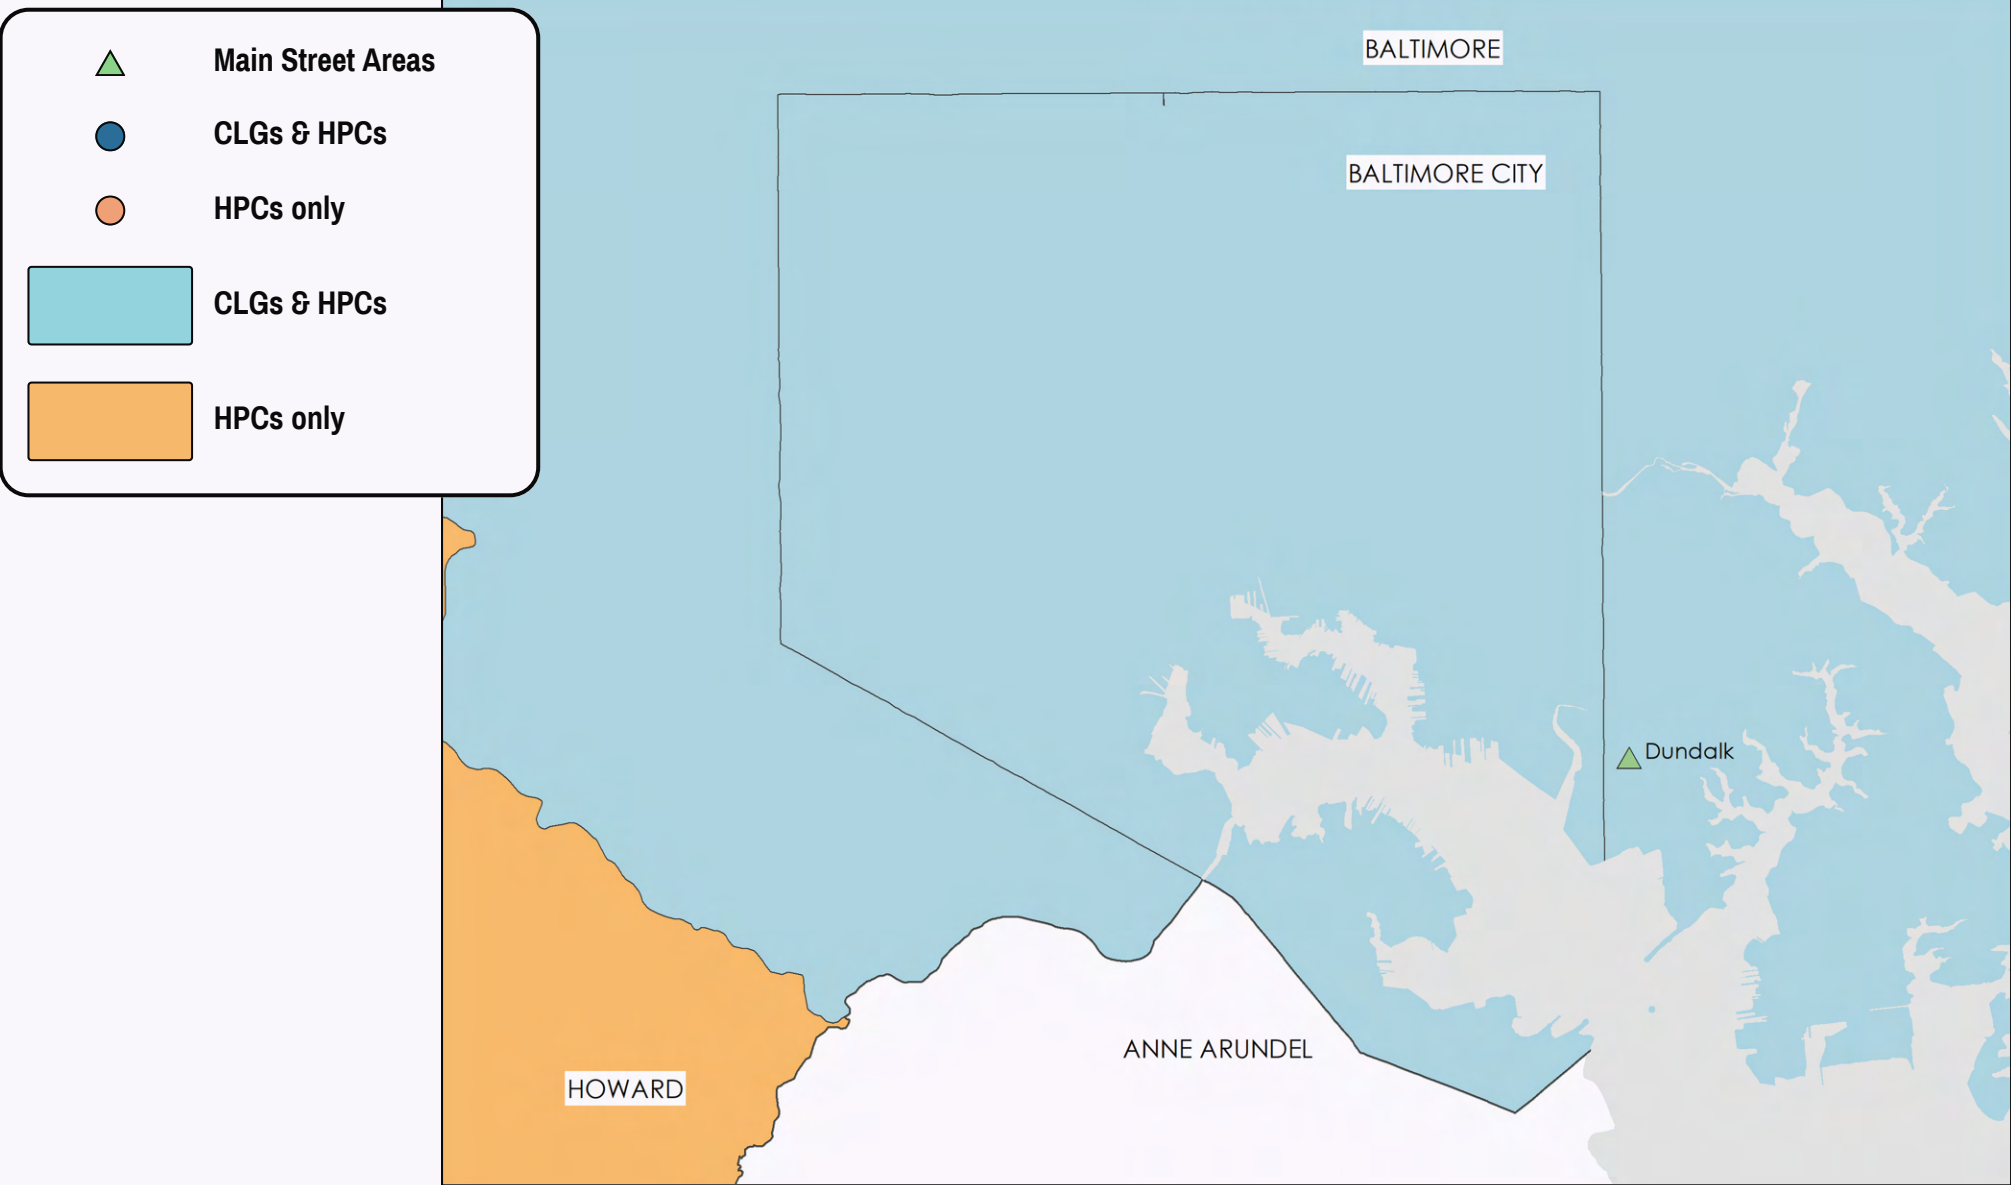 Main Street Areas
CLGs & HPCs
HPCs only
CLGs & HPCs
HPCs only
BALTIMORE
BALTIMORE CITY
Dundalk
ANNE ARUNDEL
HOWARD